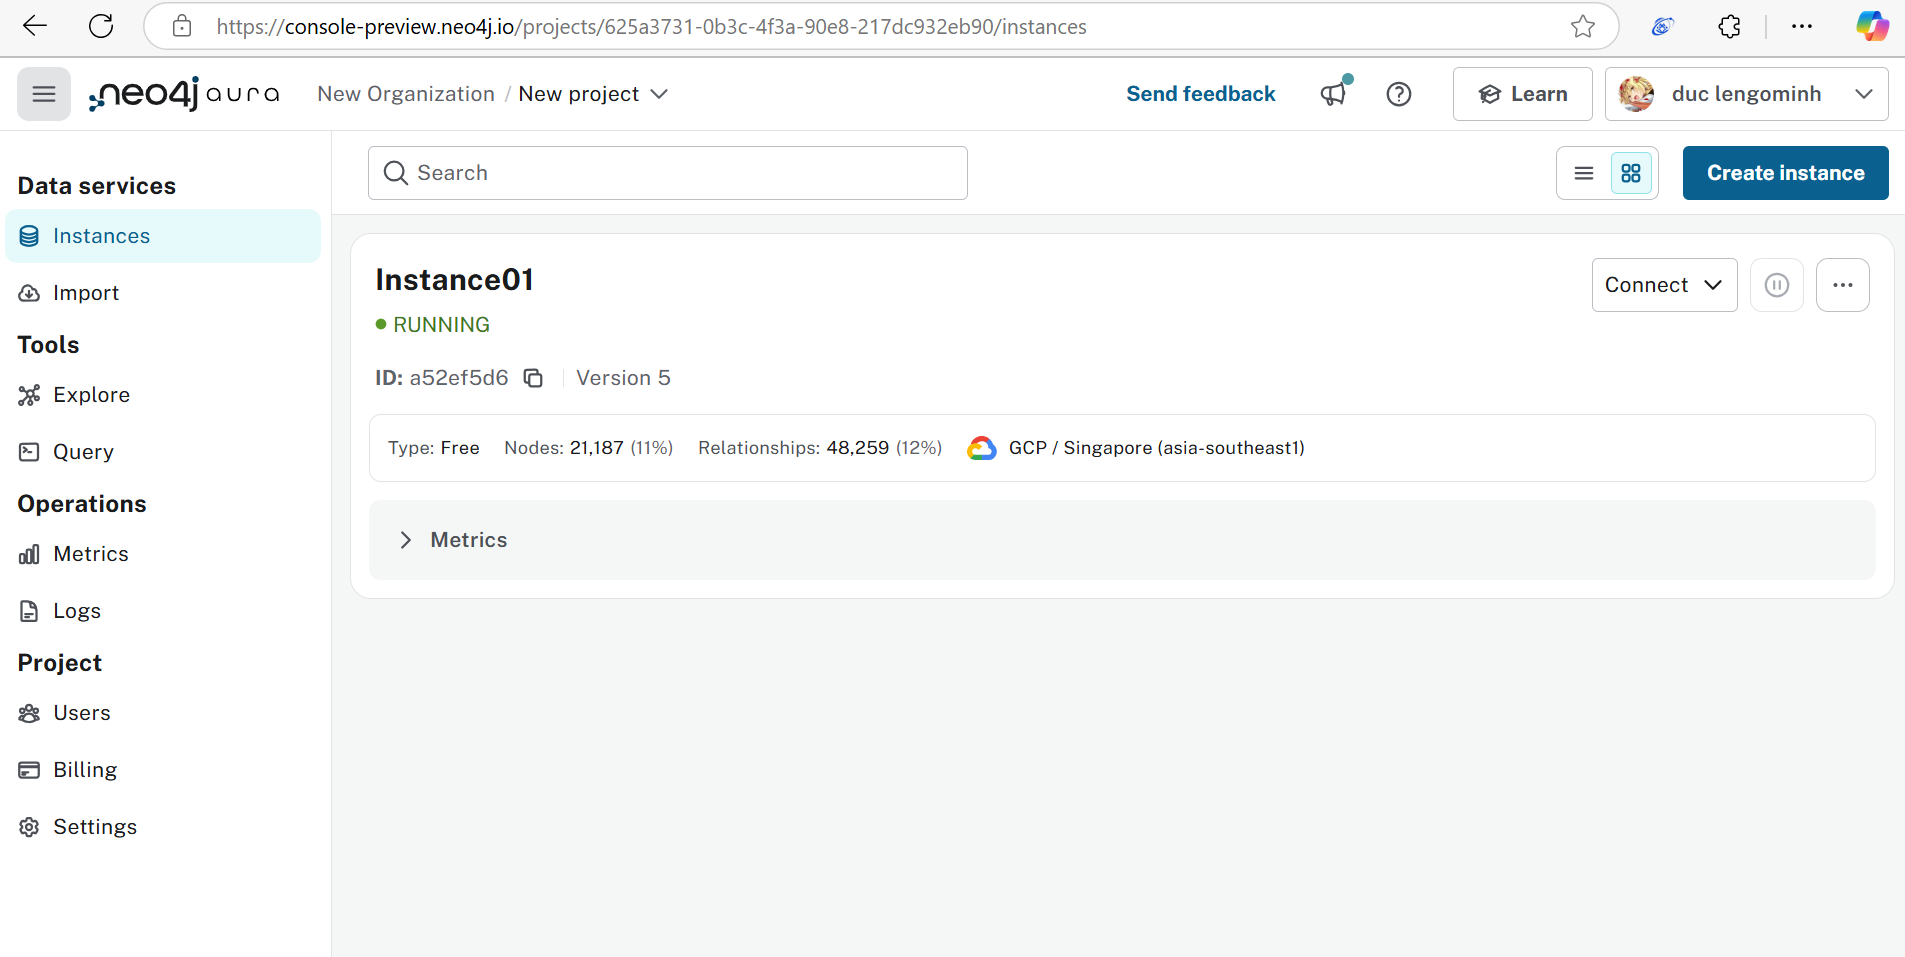 https://console-preview.neo4j.io/projects/625a3731-0b3c-4f3a-90e8-217dc932eb90/instances
neo4j aura
New Organization / New project
Send feedback
Learn
duc lengominh
Data services
Instances
Import
Tools
Explore
Query
Operations
Metrics
Logs
Project
Users
Billing
Settings
Search
Create instance
Instance01
Connect
RUNNING
ID: a52ef5d6
Version 5
Type: Free Nodes: 21,187 (11%) Relationships: 48,259 (12%) GCP / Singapore (asia-southeast1)
Metrics